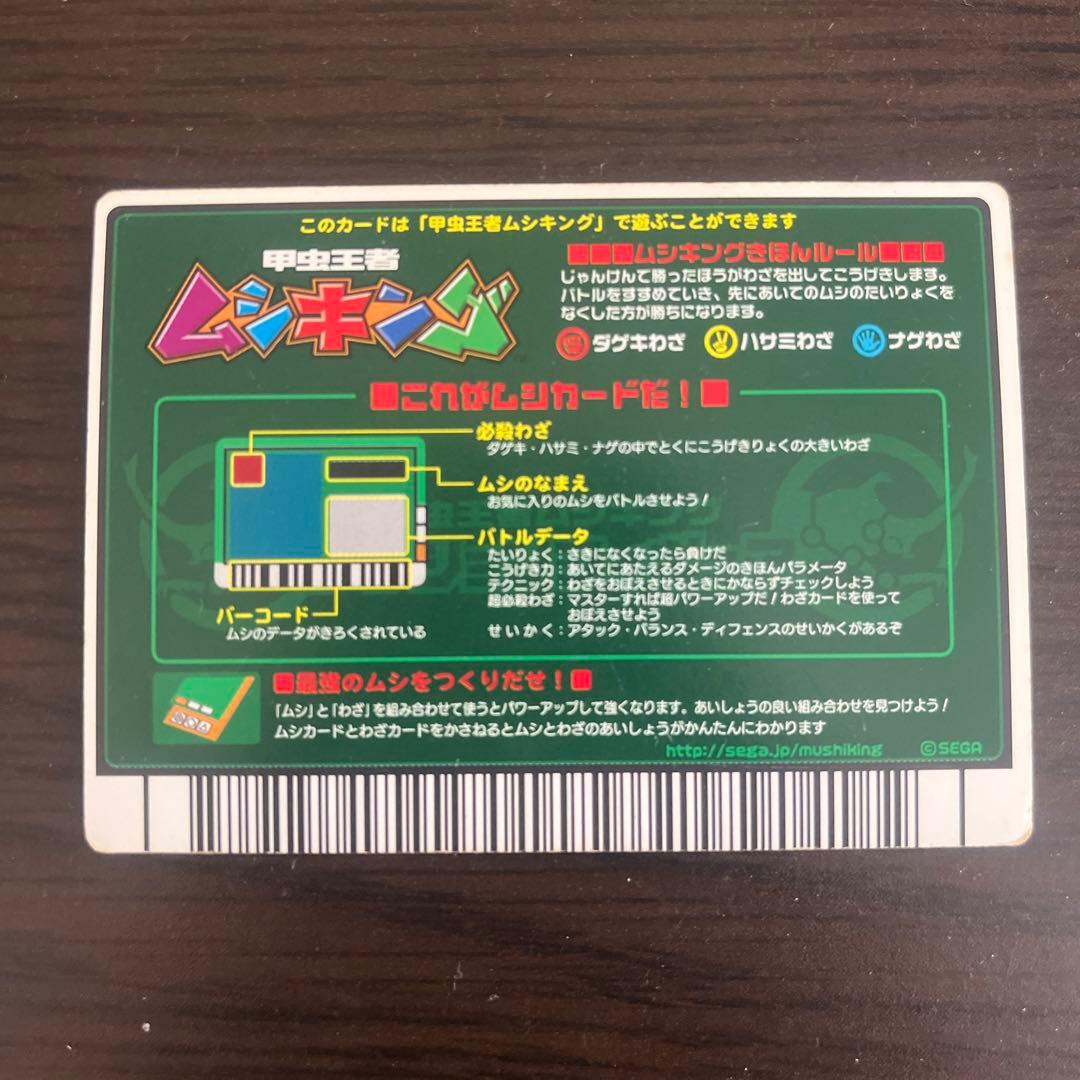 このカードは「甲虫王者ムシキング」で遊ぶことができます
甲虫王者
ムシキング
ムシキングきほんルール
じゃんけんで勝ったほうがわざを出してこうげきします。
バトルをすすめていき、先にあいてのムシのたいりょくを
なくした方が勝ちになります。
ダゲキわざ ハサミわざ ナゲわざ
これがムシカードだ！
必殺わざ
ダゲキ・ハサミ・ナゲの中でとくにこうげきりょくの大きいわざ
ムシのなまえ
お気に入りのムシをバトルさせよう！
バトルデータ
たいりょく：さきになくなったら負けだ
こうげき力：あいてにあたえるダメージのきほんパラメータ
テクニック：わざをおぼえさせるときにかならずチェックしよう
超必殺わざ：マスターすれば超パワーアップだ！わざカードを使って
おぼえさせよう
せいかく：アタック・バランス・ディフェンスのせいかくがあるぞ
バーコード
ムシのデータがきろくされている
最強のムシをつくりだせ！
「ムシ」と「わざ」を組み合わせて使うとパワーアップして強くなります。あいしょうの良い組み合わせを見つけよう！
ムシカードとわざカードをかさねるとムシとわざのあいしょうがかんたんにわかります
http://sega.jp/mushiking ©SEGA